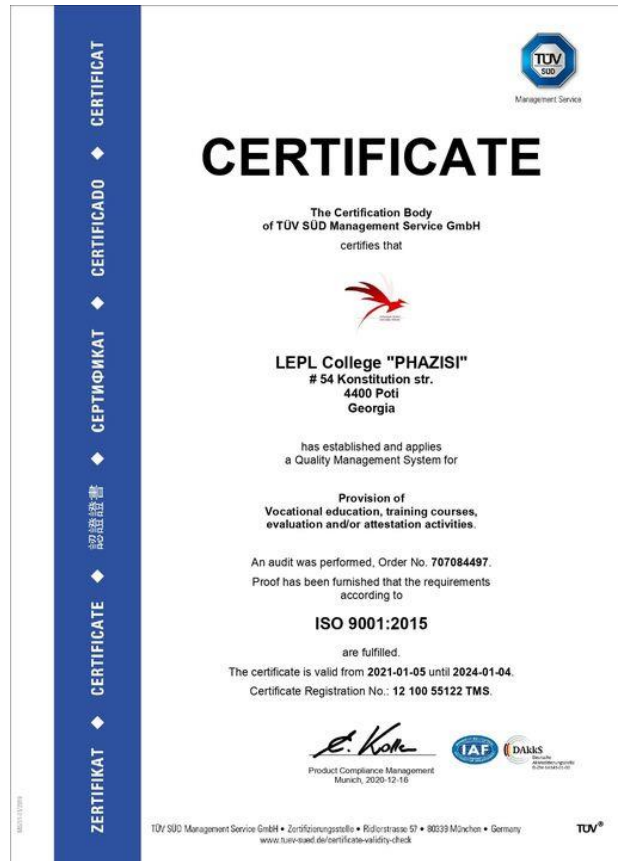 ZERTIFIKAT ◆ CERTIFICATE ◆ 認證證書 ◆ СЕРТИФИКАТ ◆ CERTIFICADO ◆ CERTIFICAT
TÜV
SÜD
Management Service
CERTIFICATE
The Certification Body
of TÜV SÜD Management Service GmbH
certifies that
LEPL College "PHAZISI"
# 54 Konstitution str.
4400 Poti
Georgia
has established and applies
a Quality Management System for
Provision of
Vocational education, training courses,
evaluation and/or attestation activities.
An audit was performed, Order No. 707084497.
Proof has been furnished that the requirements
according to
ISO 9001:2015
are fulfilled.
The certificate is valid from 2021-01-05 until 2024-01-04.
Certificate Registration No.: 12 100 55122 TMS.
Product Compliance Management
Munich, 2020-12-16
IAF
DAkkS
Deutsche
Akkreditierungsstelle
TÜV SÜD Management Service GmbH • Zertifizierungsstelle • Ridlerstrasse 57 • 80339 München • Germany
www.tuev-sued.de/certificate-validity-check
TÜV®